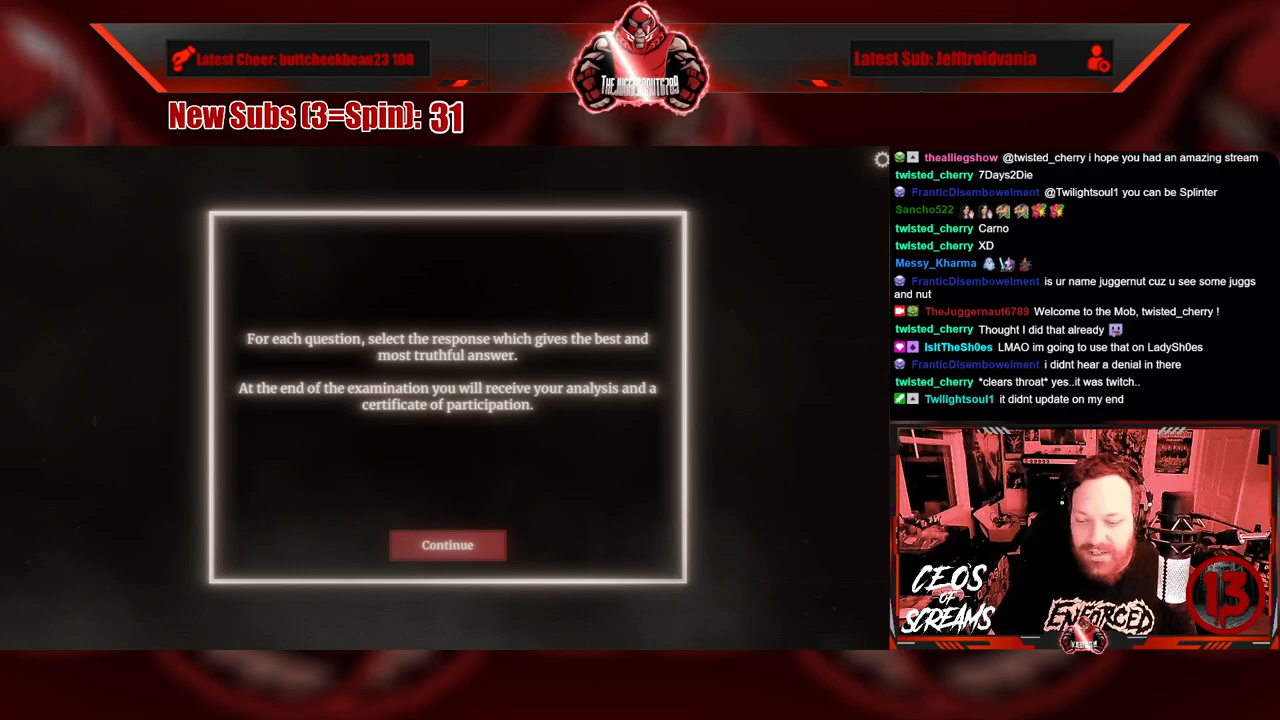 Latest Cheer: buttcheekbeau23 100
THEJUGGERNAUT6789
Latest Sub: Jefftroidvania
New Subs (3=Spin): 31
For each question, select the response which gives the best and
most truthful answer.
At the end of the examination you will receive your analysis and a
certificate of participation.
Continue
thealliegshow @twisted_cherry i hope you had an amazing stream
twisted_cherry 7Days2Die
FranticDisembowelment @Twilightsoul1 you can be Splinter
Sancho522
twisted_cherry Carno
twisted_cherry XD
Messy_Kharma
FranticDisembowelment is ur name juggernut cuz u see some juggs
and nut
TheJuggernaut6789 Welcome to the Mob, twisted_cherry !
twisted_cherry Thought I did that already
IsItTheSh0es LMAO im going to use that on LadySh0es
FranticDisembowelment i didnt hear a denial in there
twisted_cherry *clears throat* yes..it was twitch..
Twilightsoul1 it didnt update on my end
CEOS
OF
SCREAMS
ENFORCED
13